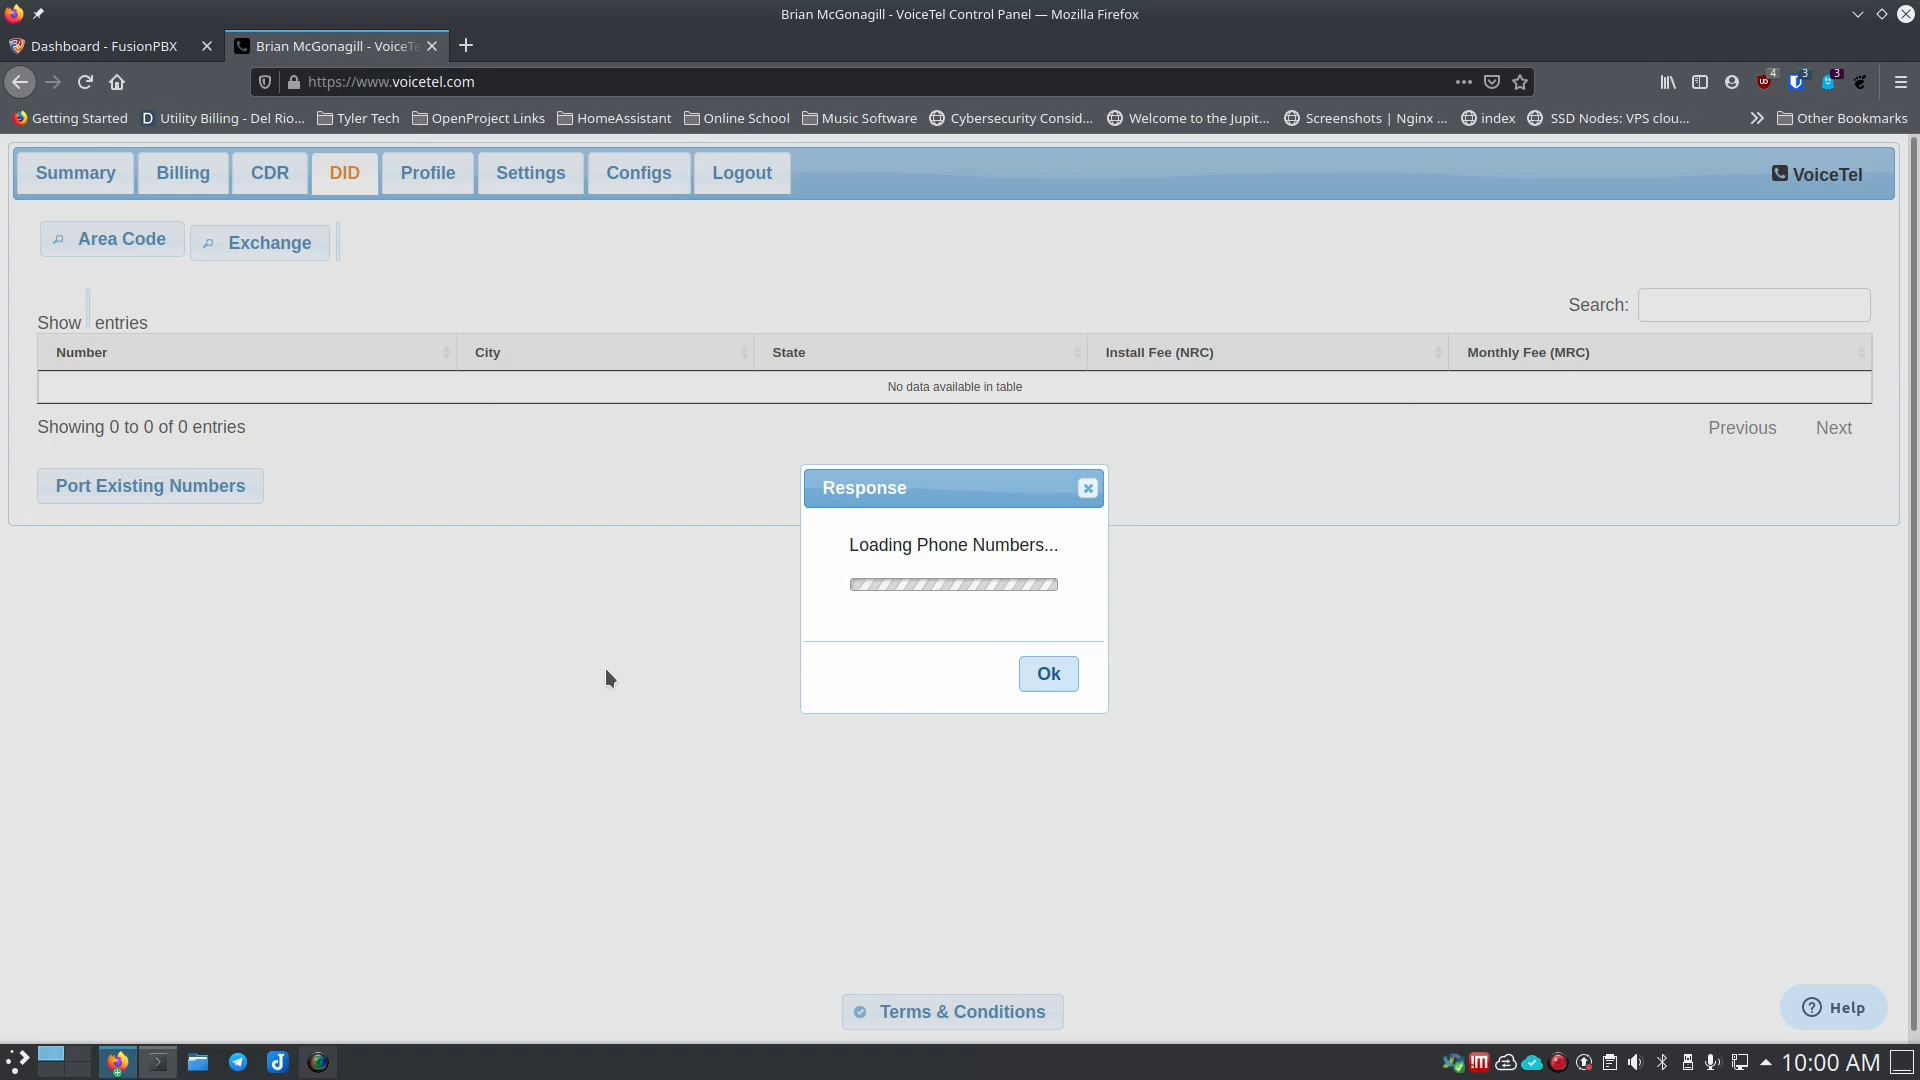 Brian McGonagill - VoiceTel Control Panel — Mozilla Firefox
Dashboard - FusionPBX
Brian McGonagill - VoiceTe
https://www.voicetel.com
4
3
3
Getting Started
Utility Billing - Del Rio...
Tyler Tech
OpenProject Links
HomeAssistant
Online School
Music Software
Cybersecurity Consid...
Welcome to the Jupit...
Screenshots | Nginx ...
index
SSD Nodes: VPS clou...
Other Bookmarks
Summary
Billing
CDR
DID
Profile
Settings
Configs
Logout
VoiceTel
Area Code
Exchange
Show entries
Search:
Number
City
State
Install Fee (NRC)
Monthly Fee (MRC)
No data available in table
Showing 0 to 0 of 0 entries
Previous
Next
Port Existing Numbers
Response
Loading Phone Numbers...
Ok
Terms & Conditions
Help
10:00 AM